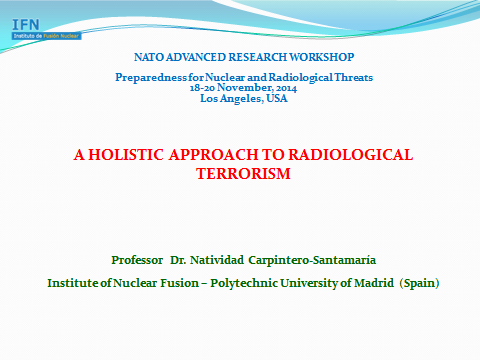 IFN
Instituto de Fusión Nuclear
NATO ADVANCED RESEARCH WORKSHOP
Preparedness for Nuclear and Radiological Threats
18-20 November, 2014
Los Angeles, USA
A HOLISTIC APPROACH TO RADIOLOGICAL
TERRORISM
Professor Dr. Natividad Carpintero-Santamaría
Institute of Nuclear Fusion – Polytechnic University of Madrid (Spain)